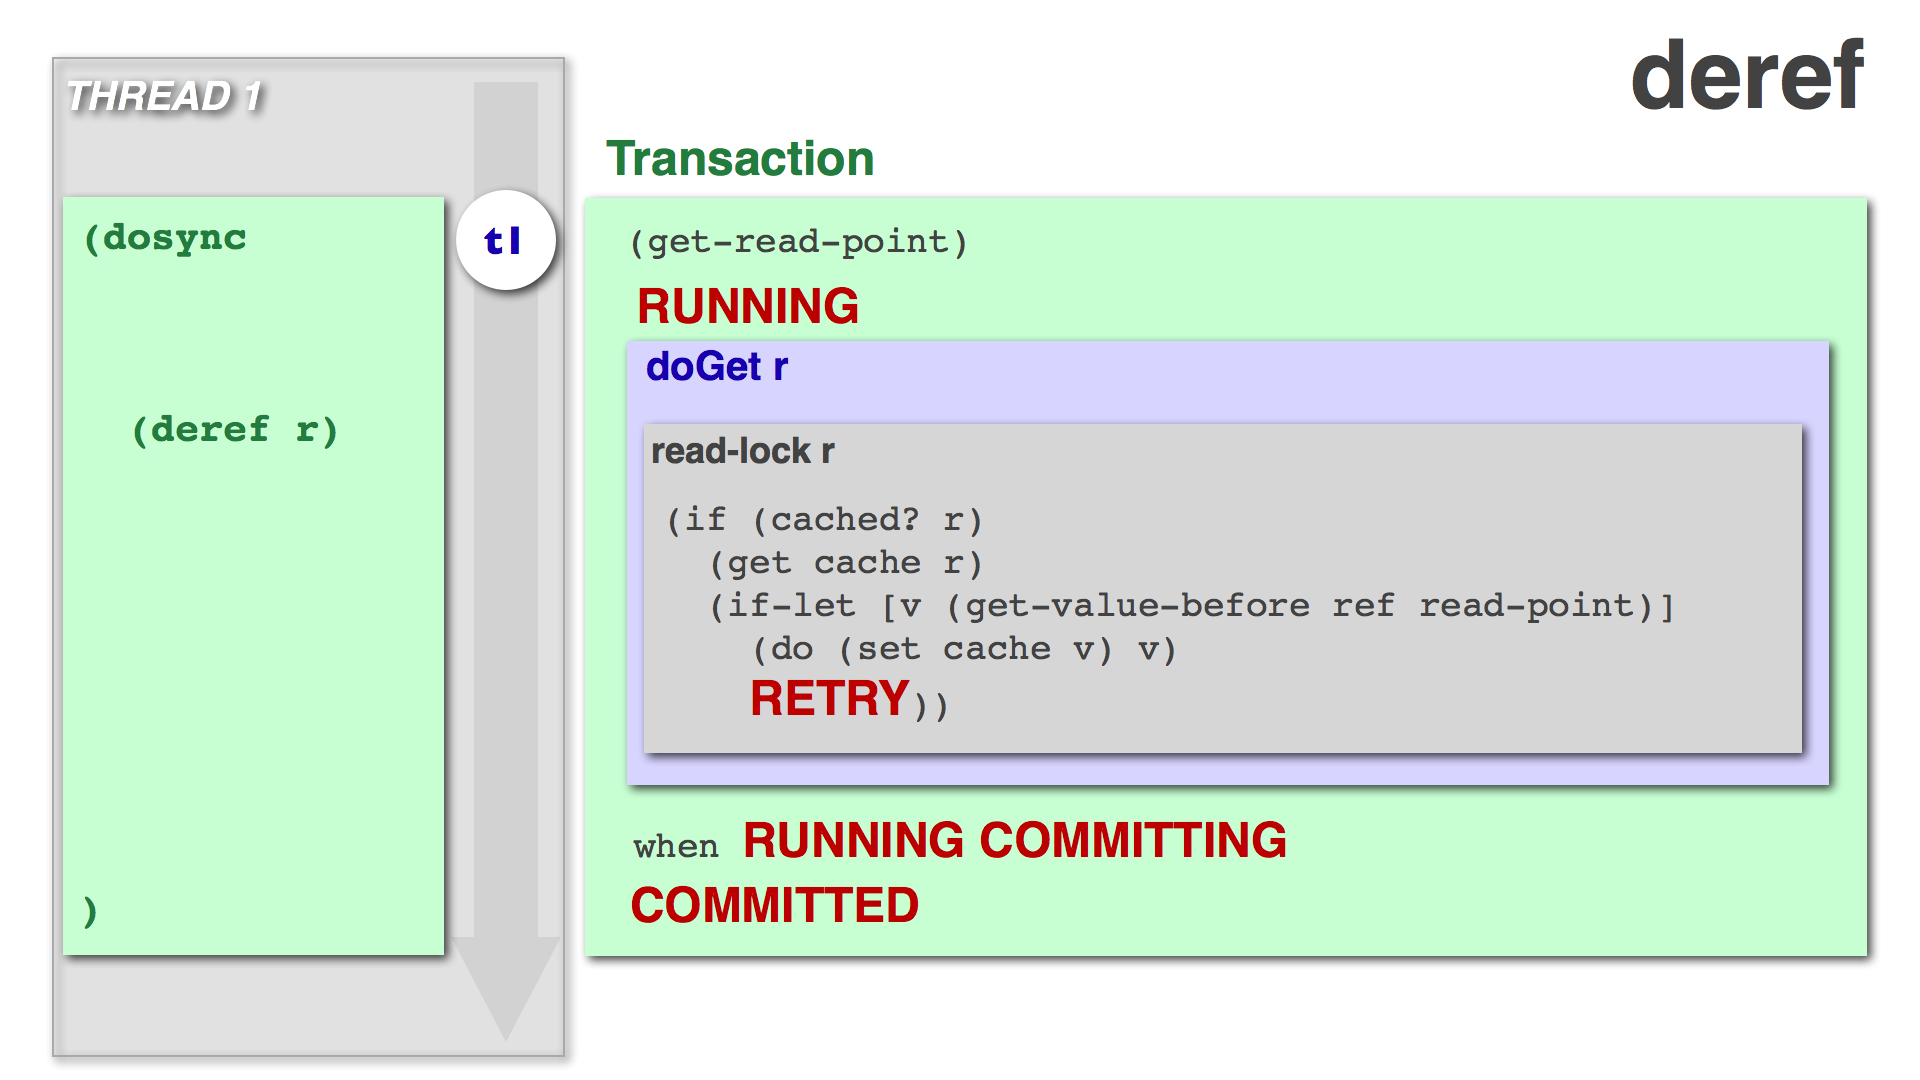 deref
THREAD 1
(dosync
t1
(deref r)
)
Transaction
(get-read-point)
RUNNING
doGet r
read-lock r
(if (cached? r)
(get cache r)
(if-let [v (get-value-before ref read-point)]
(do (set cache v) v)
RETRY))
when RUNNING COMMITTING
COMMITTED